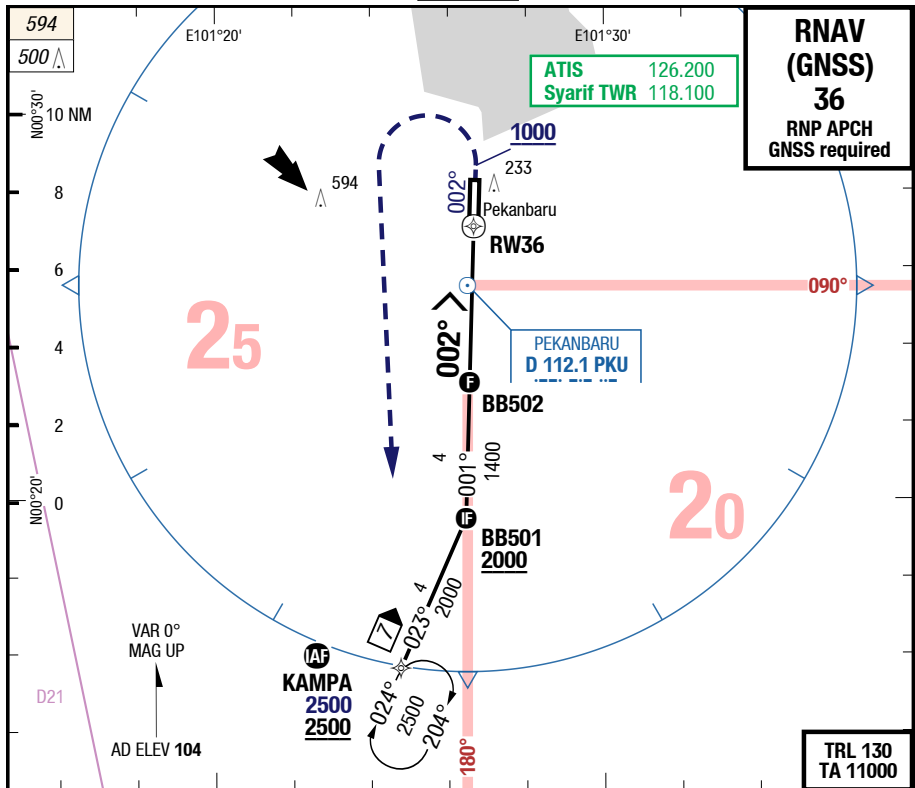 594
500
E101°20'
E101°30'
RNAV
(GNSS)
36
RNP APCH
GNSS required
ATIS 126.200
Syarif TWR 118.100
N00°30'
10 NM
1000
594
233
8
002°
Pekanbaru
RW36
6
090°
25
4
002°
PEKANBARU
D 112.1 PKU
F
BB502
2
4
001°
1400
20
N00°20'
0
IF
BB501
2000
4
2000
023°
7
VAR 0°
MAG UP
IAF
KAMPA
2500
2500
024°
2500
204°
D21
180°
AD ELEV 104
TRL 130
TA 11000